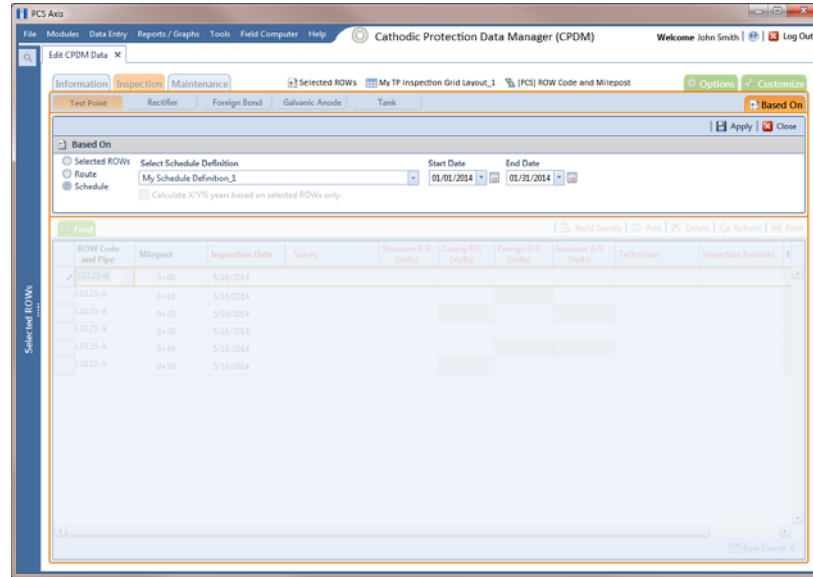 PCS Axis
File Modules Data Entry Reports / Graphs Tools Field Computer Help Cathodic Protection Data Manager (CPDM) Welcome John Smith | | Log Out
Edit CPDM Data ×
Information Inspection Maintenance Selected ROWs My TP Inspection Grid Layout_1 [PCS] ROW Code and Milepost Options Customize
Test Point Rectifier Foreign Bond Galvanic Anode Tank Based On
Apply | Close
Based On
Selected ROWs Select Schedule Definition Start Date End Date
Route My Schedule Definition_1 01/01/2014 01/31/2014
Schedule Calculate X/Y% years based on selected ROWs only.
Find Build Survey | Add | Delete | Refresh | Print
ROW Code and Pipe Milepost Inspection Date Survey Structure P/S (Volts) Casing P/S (Volts) Foreign P/S (Volts) Insulator P/S (Volts) Technician Inspection Remarks
L0123-A 0+00 5/16/2014
L0123-A 0+10 5/16/2014
L0123-A 0+20 5/16/2014
L0123-A 0+30 5/16/2014
L0123-A 0+40 5/16/2014
L0123-A 0+50 5/16/2014
Selected ROWs
Row Count: 6